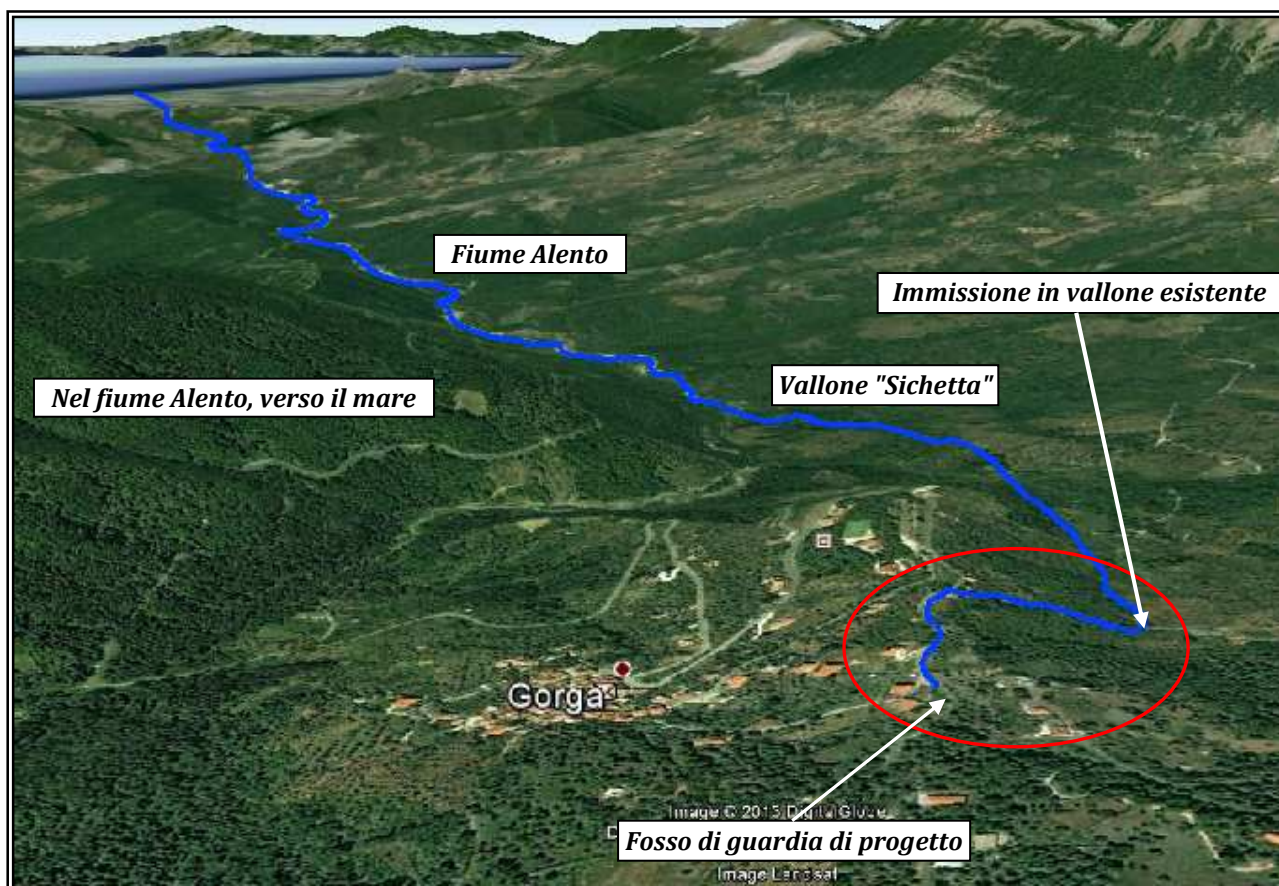 Fiume Alento
Immissione in vallone esistente
Nel fiume Alento, verso il mare
Vallone "Sichetta"
Gorga
Image © 2015 DigitalGlobe
Fosso di guardia di progetto
Image Landsat